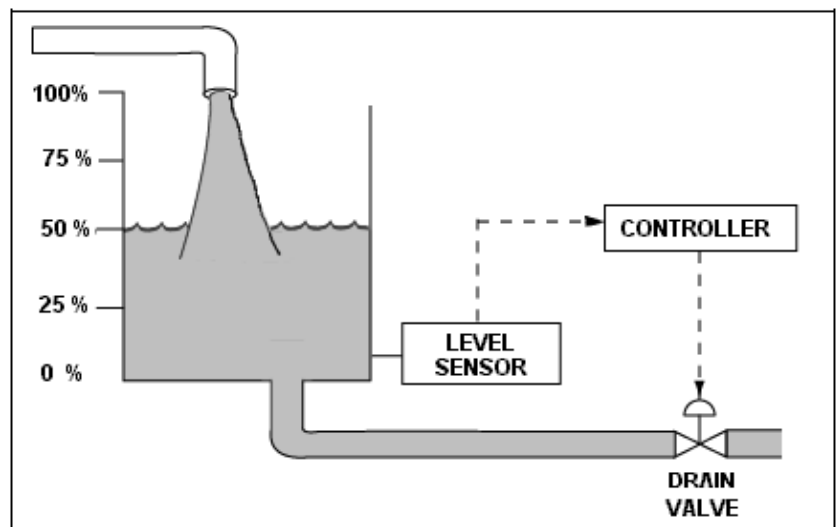 100%
75 %
50 %
25 %
0 %
CONTROLLER
LEVEL
SENSOR
DRAIN
VALVE